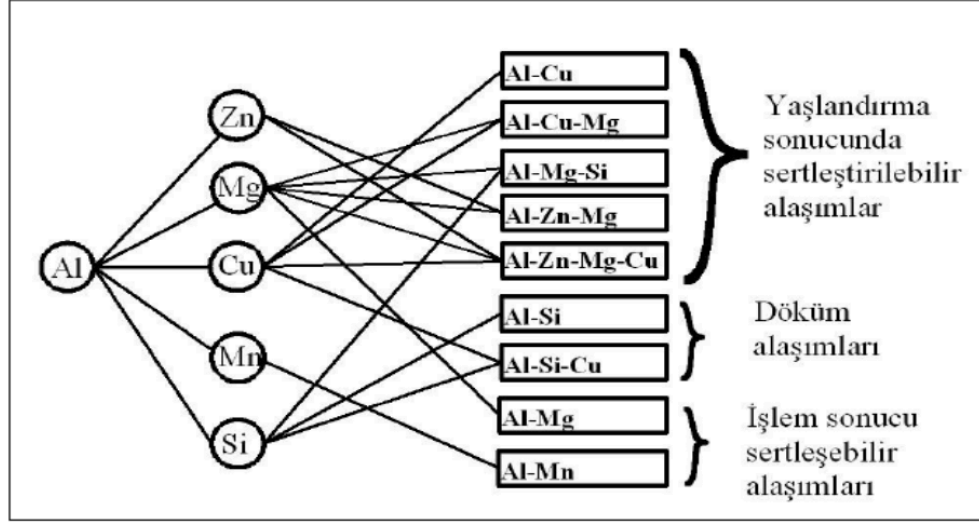 Al
Zn
Mg
Cu
Mn
Si
Al-Cu
Al-Cu-Mg
Al-Mg-Si
Al-Zn-Mg
Al-Zn-Mg-Cu
Al-Si
Al-Si-Cu
Al-Mg
Al-Mn
Yaşlandırma
sonucunda
sertleştirilebilir
alaşımlar
Döküm
alaşımları
İşlem sonucu
sertleşebilir
alaşımları